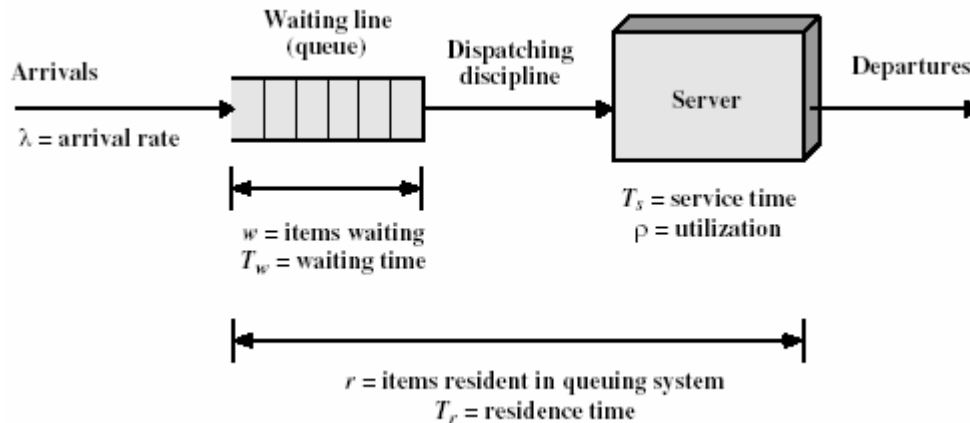 Waiting line
(queue)
Arrivals
λ = arrival rate
Dispatching
discipline
Server
Departures
w = items waiting
T_w = waiting time
T_s = service time
ρ = utilization
r = items resident in queuing system
T_r = residence time